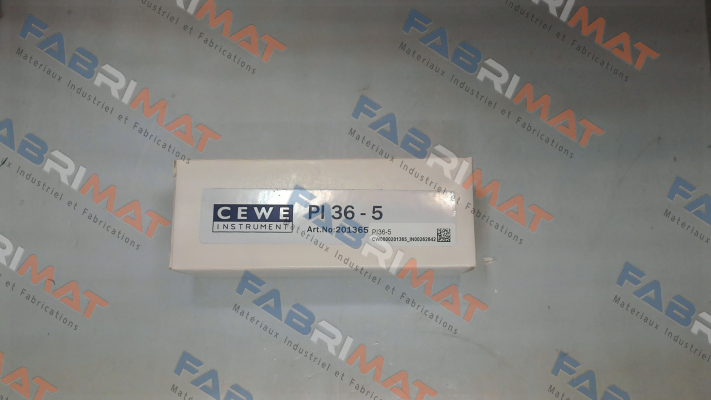 FABRIMAT
Materiaux Industriel et Fabrications
CEWE
INSTRUMENT
PI 36 - 5
Art.No:201365
PI36-5